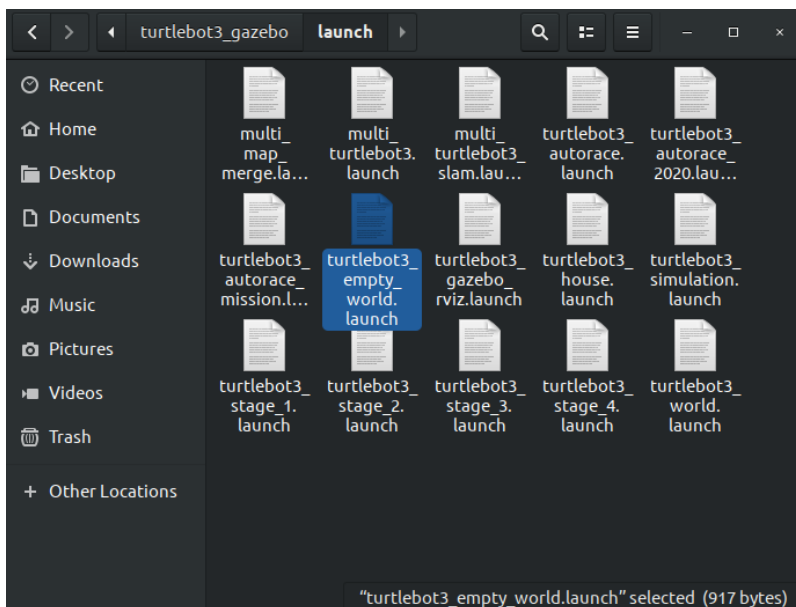 turtlebot3_gazebo launch
Recent
Home
Desktop
Documents
Downloads
Music
Pictures
Videos
Trash
+ Other Locations
multi_
map_
merge.la...
multi_
turtlebot3.
launch
multi_
turtlebot3_
slam.lau...
turtlebot3_
autorace.
launch
turtlebot3_
autorace_
2020.lau...
turtlebot3_
autorace_
mission.l...
turtlebot3_
empty_
world.
launch
turtlebot3_
gazebo_
rviz.launch
turtlebot3_
house.
launch
turtlebot3_
simulation.
launch
turtlebot3_
stage_1.
launch
turtlebot3_
stage_2.
launch
turtlebot3_
stage_3.
launch
turtlebot3_
stage_4.
launch
turtlebot3_
world.
launch
“turtlebot3_empty_world.launch” selected (917 bytes)